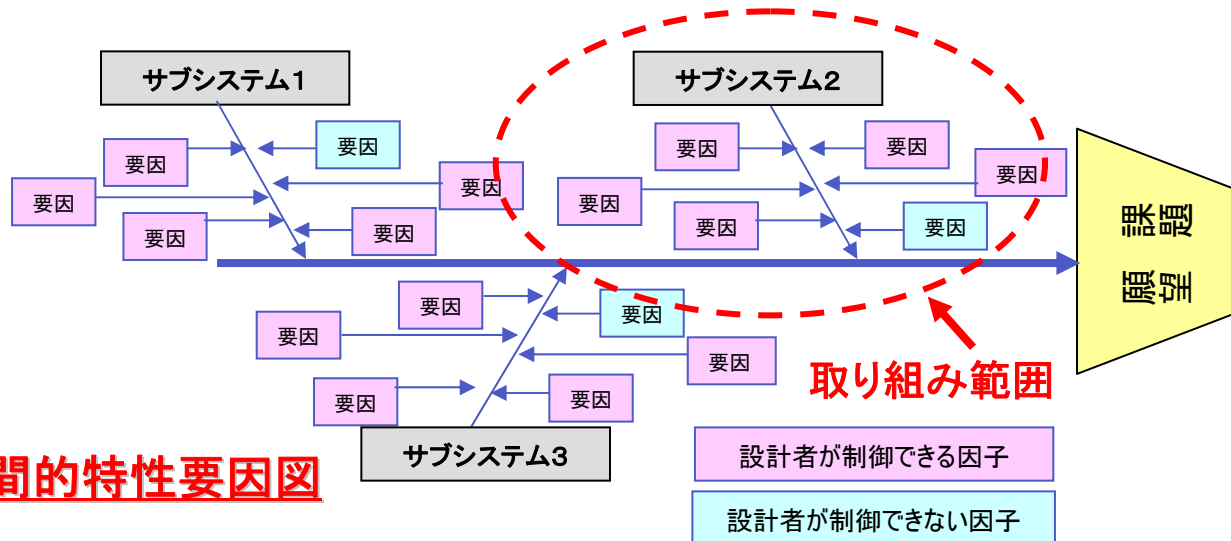 サブシステム1
サブシステム2
要因
要因
要因
要因
要因
要因
要因
要因
要因
要因
要因
要因
要因
要因
課題
願望
要因
要因
要因
要因
要因
要因
取り組み範囲
サブシステム3
設計者が制御できる因子
間的特性要因図
設計者が制御できない因子